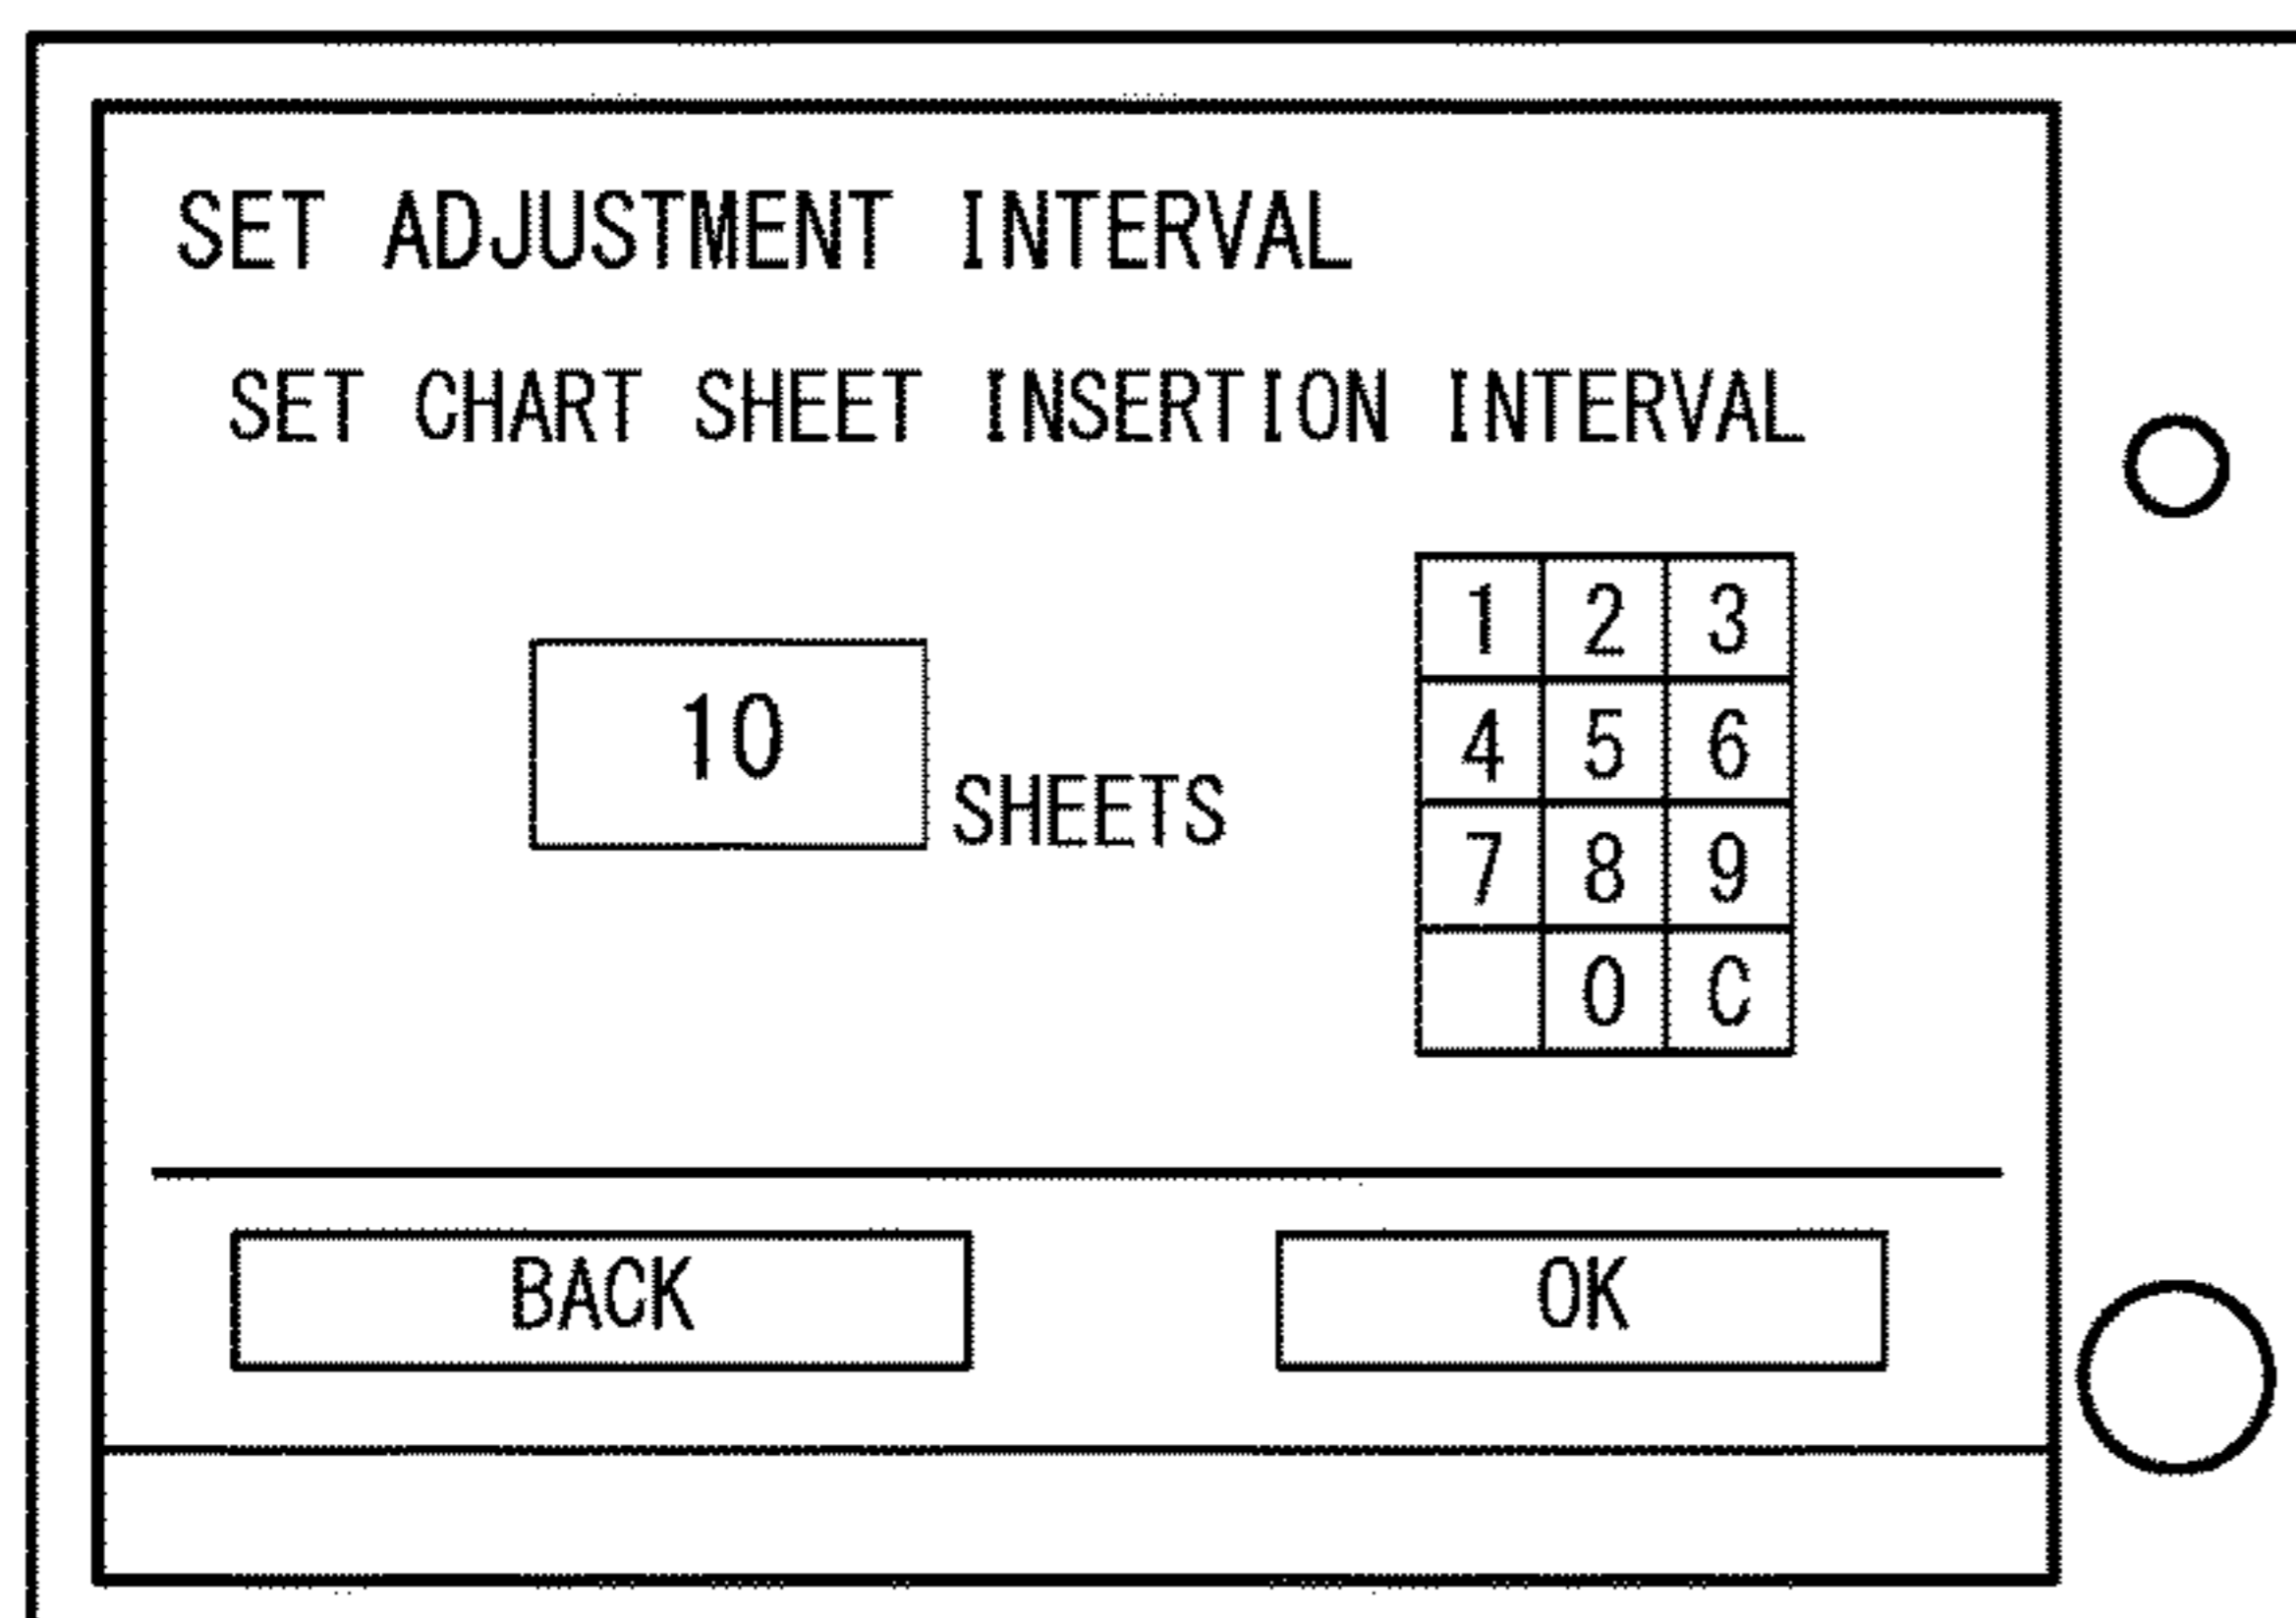 SET ADJUSTMENT INTERVAL
SET CHART SHEET INSERTION INTERVAL
10 SHEETS
1 2 3
4 5 6
7 8 9
0 C
BACK OK